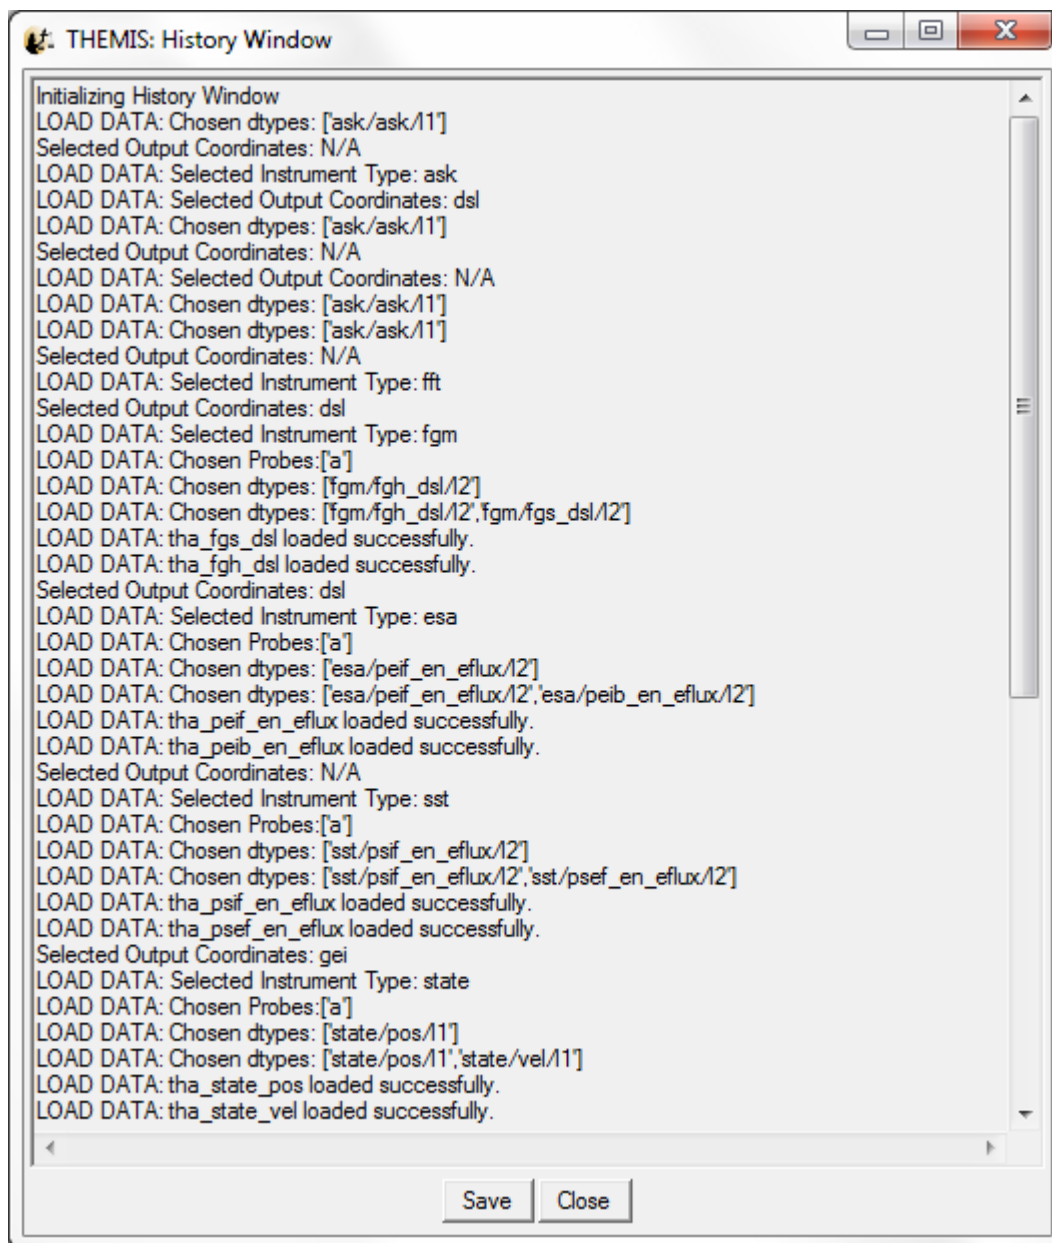 THEMIS: History Window
Initializing History Window
LOAD DATA: Chosen dtypes: ['ask/ask/l1']
Selected Output Coordinates: N/A
LOAD DATA: Selected Instrument Type: ask
LOAD DATA: Selected Output Coordinates: dsl
LOAD DATA: Chosen dtypes: ['ask/ask/l1']
Selected Output Coordinates: N/A
LOAD DATA: Selected Output Coordinates: N/A
LOAD DATA: Chosen dtypes: ['ask/ask/l1']
LOAD DATA: Chosen dtypes: ['ask/ask/l1']
Selected Output Coordinates: N/A
LOAD DATA: Selected Instrument Type: fft
Selected Output Coordinates: dsl
LOAD DATA: Selected Instrument Type: fgm
LOAD DATA: Chosen Probes:['a']
LOAD DATA: Chosen dtypes: ['fgm/fgh_dsl/l2']
LOAD DATA: Chosen dtypes: ['fgm/fgh_dsl/l2','fgm/fgs_dsl/l2']
LOAD DATA: tha_fgs_dsl loaded successfully.
LOAD DATA: tha_fgh_dsl loaded successfully.
Selected Output Coordinates: dsl
LOAD DATA: Selected Instrument Type: esa
LOAD DATA: Chosen Probes:['a']
LOAD DATA: Chosen dtypes: ['esa/peif_en_eflux/l2']
LOAD DATA: Chosen dtypes: ['esa/peif_en_eflux/l2','esa/peib_en_eflux/l2']
LOAD DATA: tha_peif_en_eflux loaded successfully.
LOAD DATA: tha_peib_en_eflux loaded successfully.
Selected Output Coordinates: N/A
LOAD DATA: Selected Instrument Type: sst
LOAD DATA: Chosen Probes:['a']
LOAD DATA: Chosen dtypes: ['sst/psif_en_eflux/l2']
LOAD DATA: Chosen dtypes: ['sst/psif_en_eflux/l2','sst/psef_en_eflux/l2']
LOAD DATA: tha_psif_en_eflux loaded successfully.
LOAD DATA: tha_psef_en_eflux loaded successfully.
Selected Output Coordinates: gei
LOAD DATA: Selected Instrument Type: state
LOAD DATA: Chosen Probes:['a']
LOAD DATA: Chosen dtypes: ['state/pos/l1']
LOAD DATA: Chosen dtypes: ['state/pos/l1','state/vel/l1']
LOAD DATA: tha_state_pos loaded successfully.
LOAD DATA: tha_state_vel loaded successfully.
Save Close